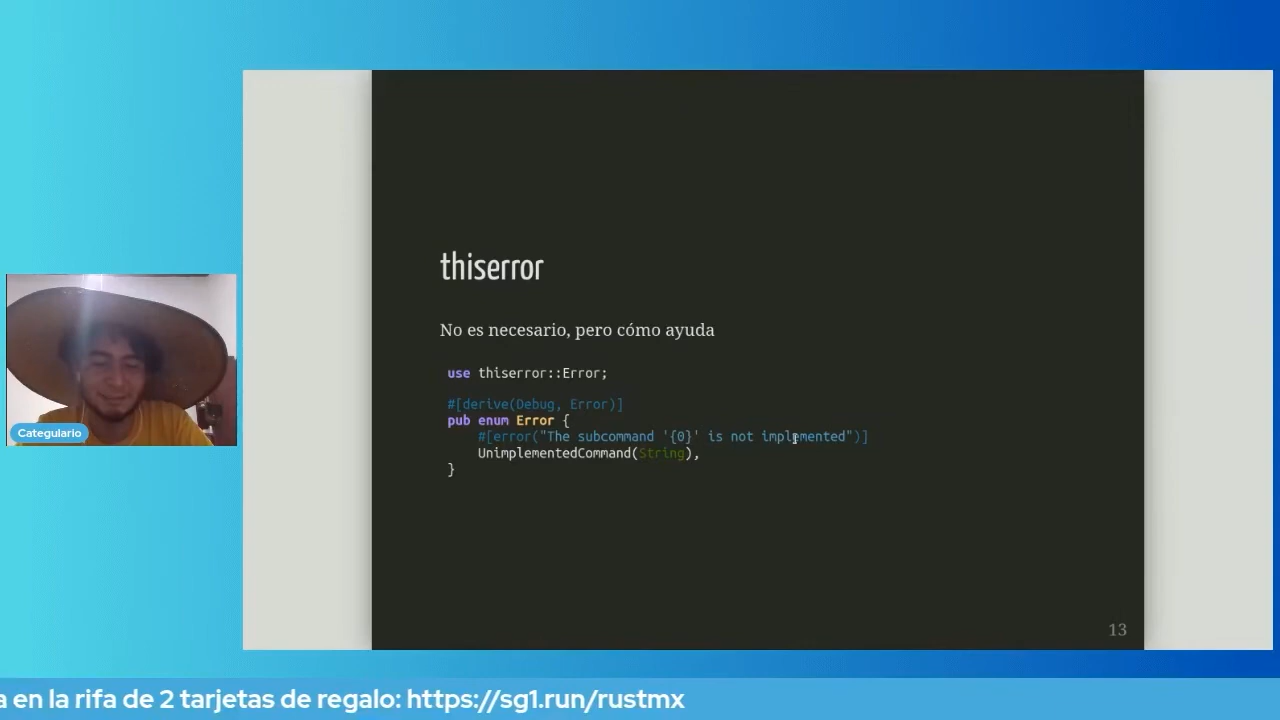 thiserror
No es necesario, pero cómo ayuda
use thiserror::Error;
#[derive(Debug, Error)]
pub enum Error {
#[error("The subcommand '{0}' is not implemented")]
UnimplementedCommand(String),
}
Categulario
13
a en la rifa de 2 tarjetas de regalo: https://sg1.run/rustmx